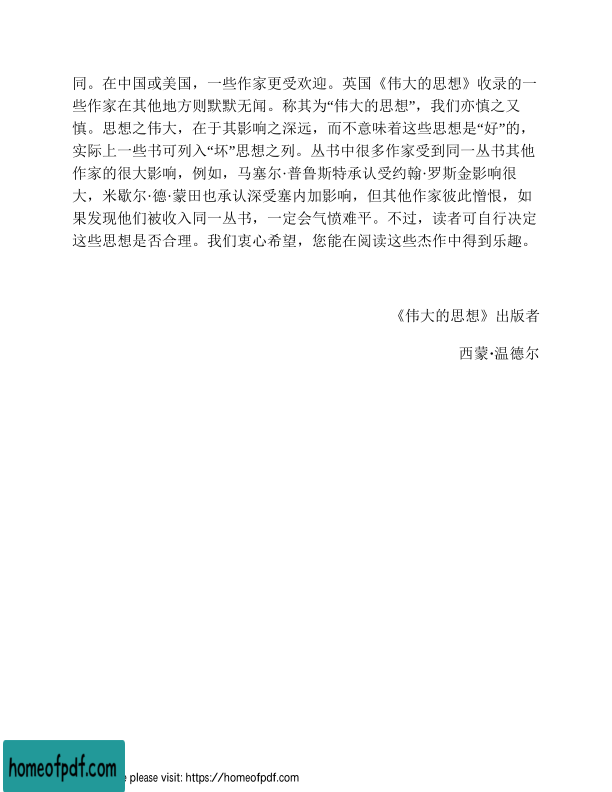 同。在中国或美国，一些作家更受欢迎。英国《伟大的思想》收录的一
些作家在其他地方则默默无闻。称其为“伟大的思想”，我们亦慎之又
慎。思想之伟大，在于其影响之深远，而不意味着这些思想是“好”的，
实际上一些书可列入“坏”思想之列。丛书中很多作家受到同一丛书其他
作家的很大影响，例如，马塞尔·普鲁斯特承认受约翰·罗斯金影响很
大，米歇尔·德·蒙田也承认深受塞内加影响，但其他作家彼此憎恨，如
果发现他们被收入同一丛书，一定会气愤难平。不过，读者可自行决定
这些思想是否合理。我们衷心希望，您能在阅读这些杰作中得到乐趣。
《伟大的思想》出版者
西蒙·温德尔
homeofpdf.com
e please visit: https://homeofpdf.com